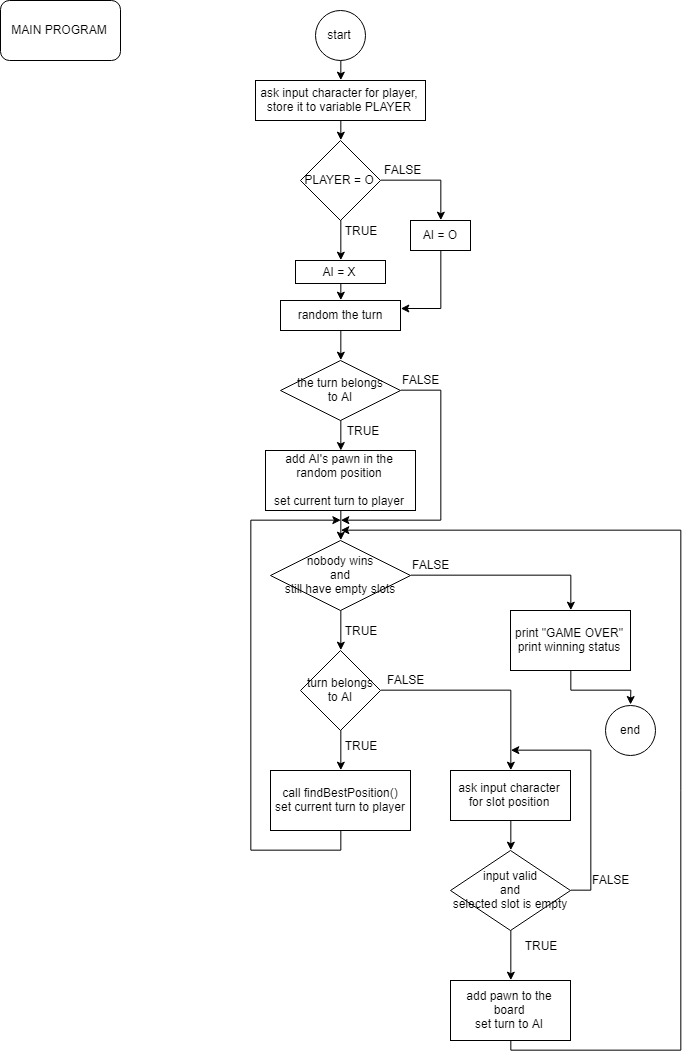 MAIN PROGRAM
start
ask input character for player,
store it to variable PLAYER
PLAYER = O
FALSE
TRUE
AI = O
AI = X
random the turn
the turn belongs
to AI
FALSE
TRUE
add AI's pawn in the
random position
set current turn to player
nobody wins
and
still have empty slots
FALSE
TRUE
print "GAME OVER"
print winning status
end
turn belongs
to AI
FALSE
TRUE
call findBestPosition()
set current turn to player
ask input character
for slot position
input valid
and
selected slot is empty
FALSE
TRUE
add pawn to the
board
set turn to AI